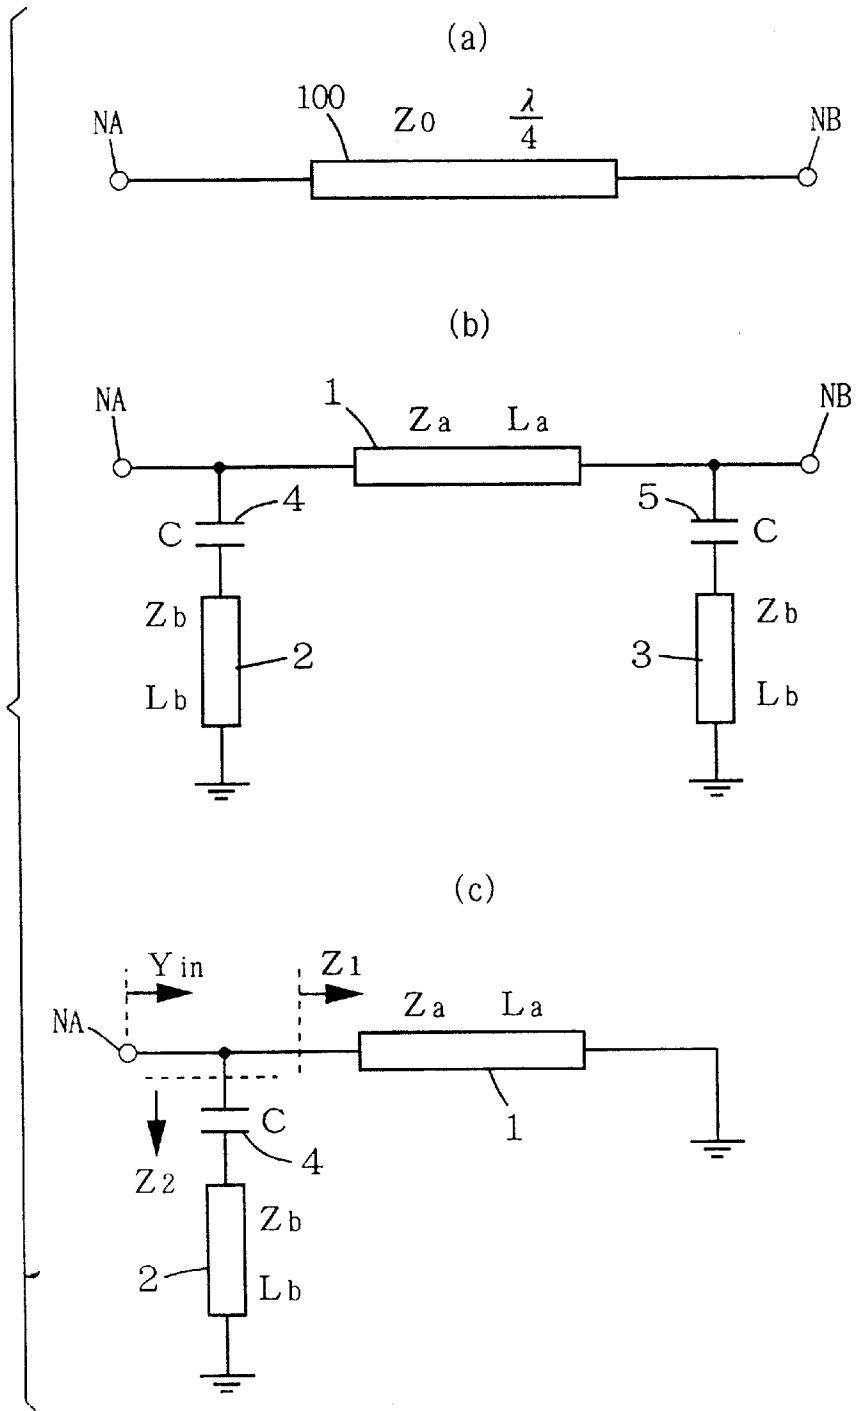 (a)
100 Z0 λ/4
NA NB
(b)
1 Za La
NA NB
C 4 5 C
Zb 2 3 Zb
Lb Lb
(c)
Yin Z1
Za La
NA
1
C
4
Z2
Zb
2
Lb